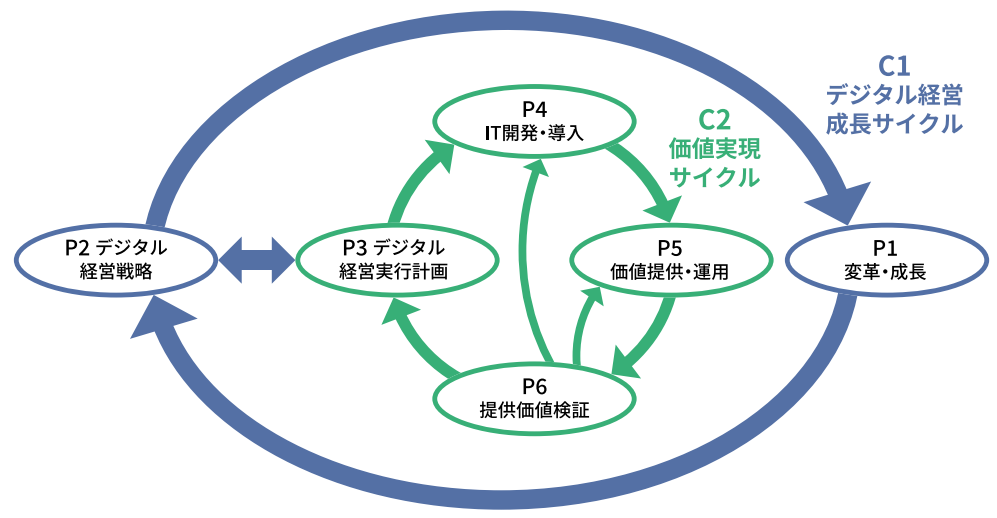 C1
デジタル経営
成長サイクル
P4
IT開発・導入
C2
価値実現
サイクル
P2 デジタル
経営戦略
P3 デジタル
経営実行計画
P5
価値提供・運用
P1
変革・成長
P6
提供価値検証